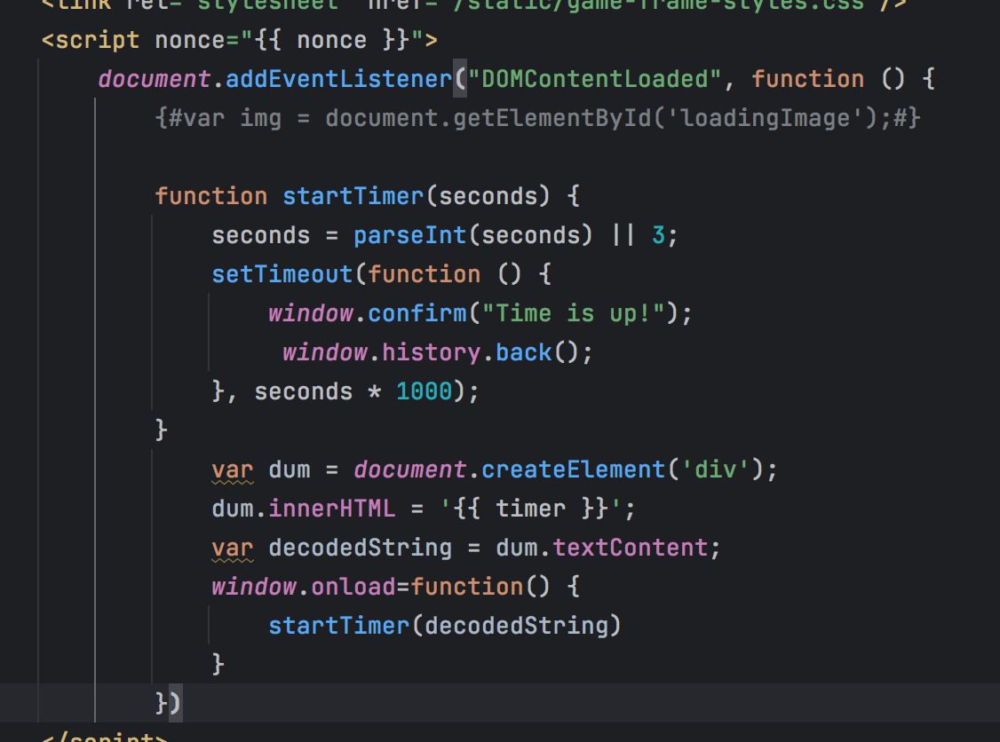 <link rel="stylesheet" href="/static/game-frame-styles.css"/>
<script nonce="{{ nonce }}">
document.addEventListener("DOMContentLoaded", function () {
{#var img = document.getElementById('loadingImage');#}
function startTimer(seconds) {
seconds = parseInt(seconds) || 3;
setTimeout(function () {
window.confirm("Time is up!");
window.history.back();
}, seconds * 1000);
}
var dum = document.createElement('div');
dum.innerHTML = '{{ timer }}';
var decodedString = dum.textContent;
window.onload=function() {
startTimer(decodedString)
}
})
</script>